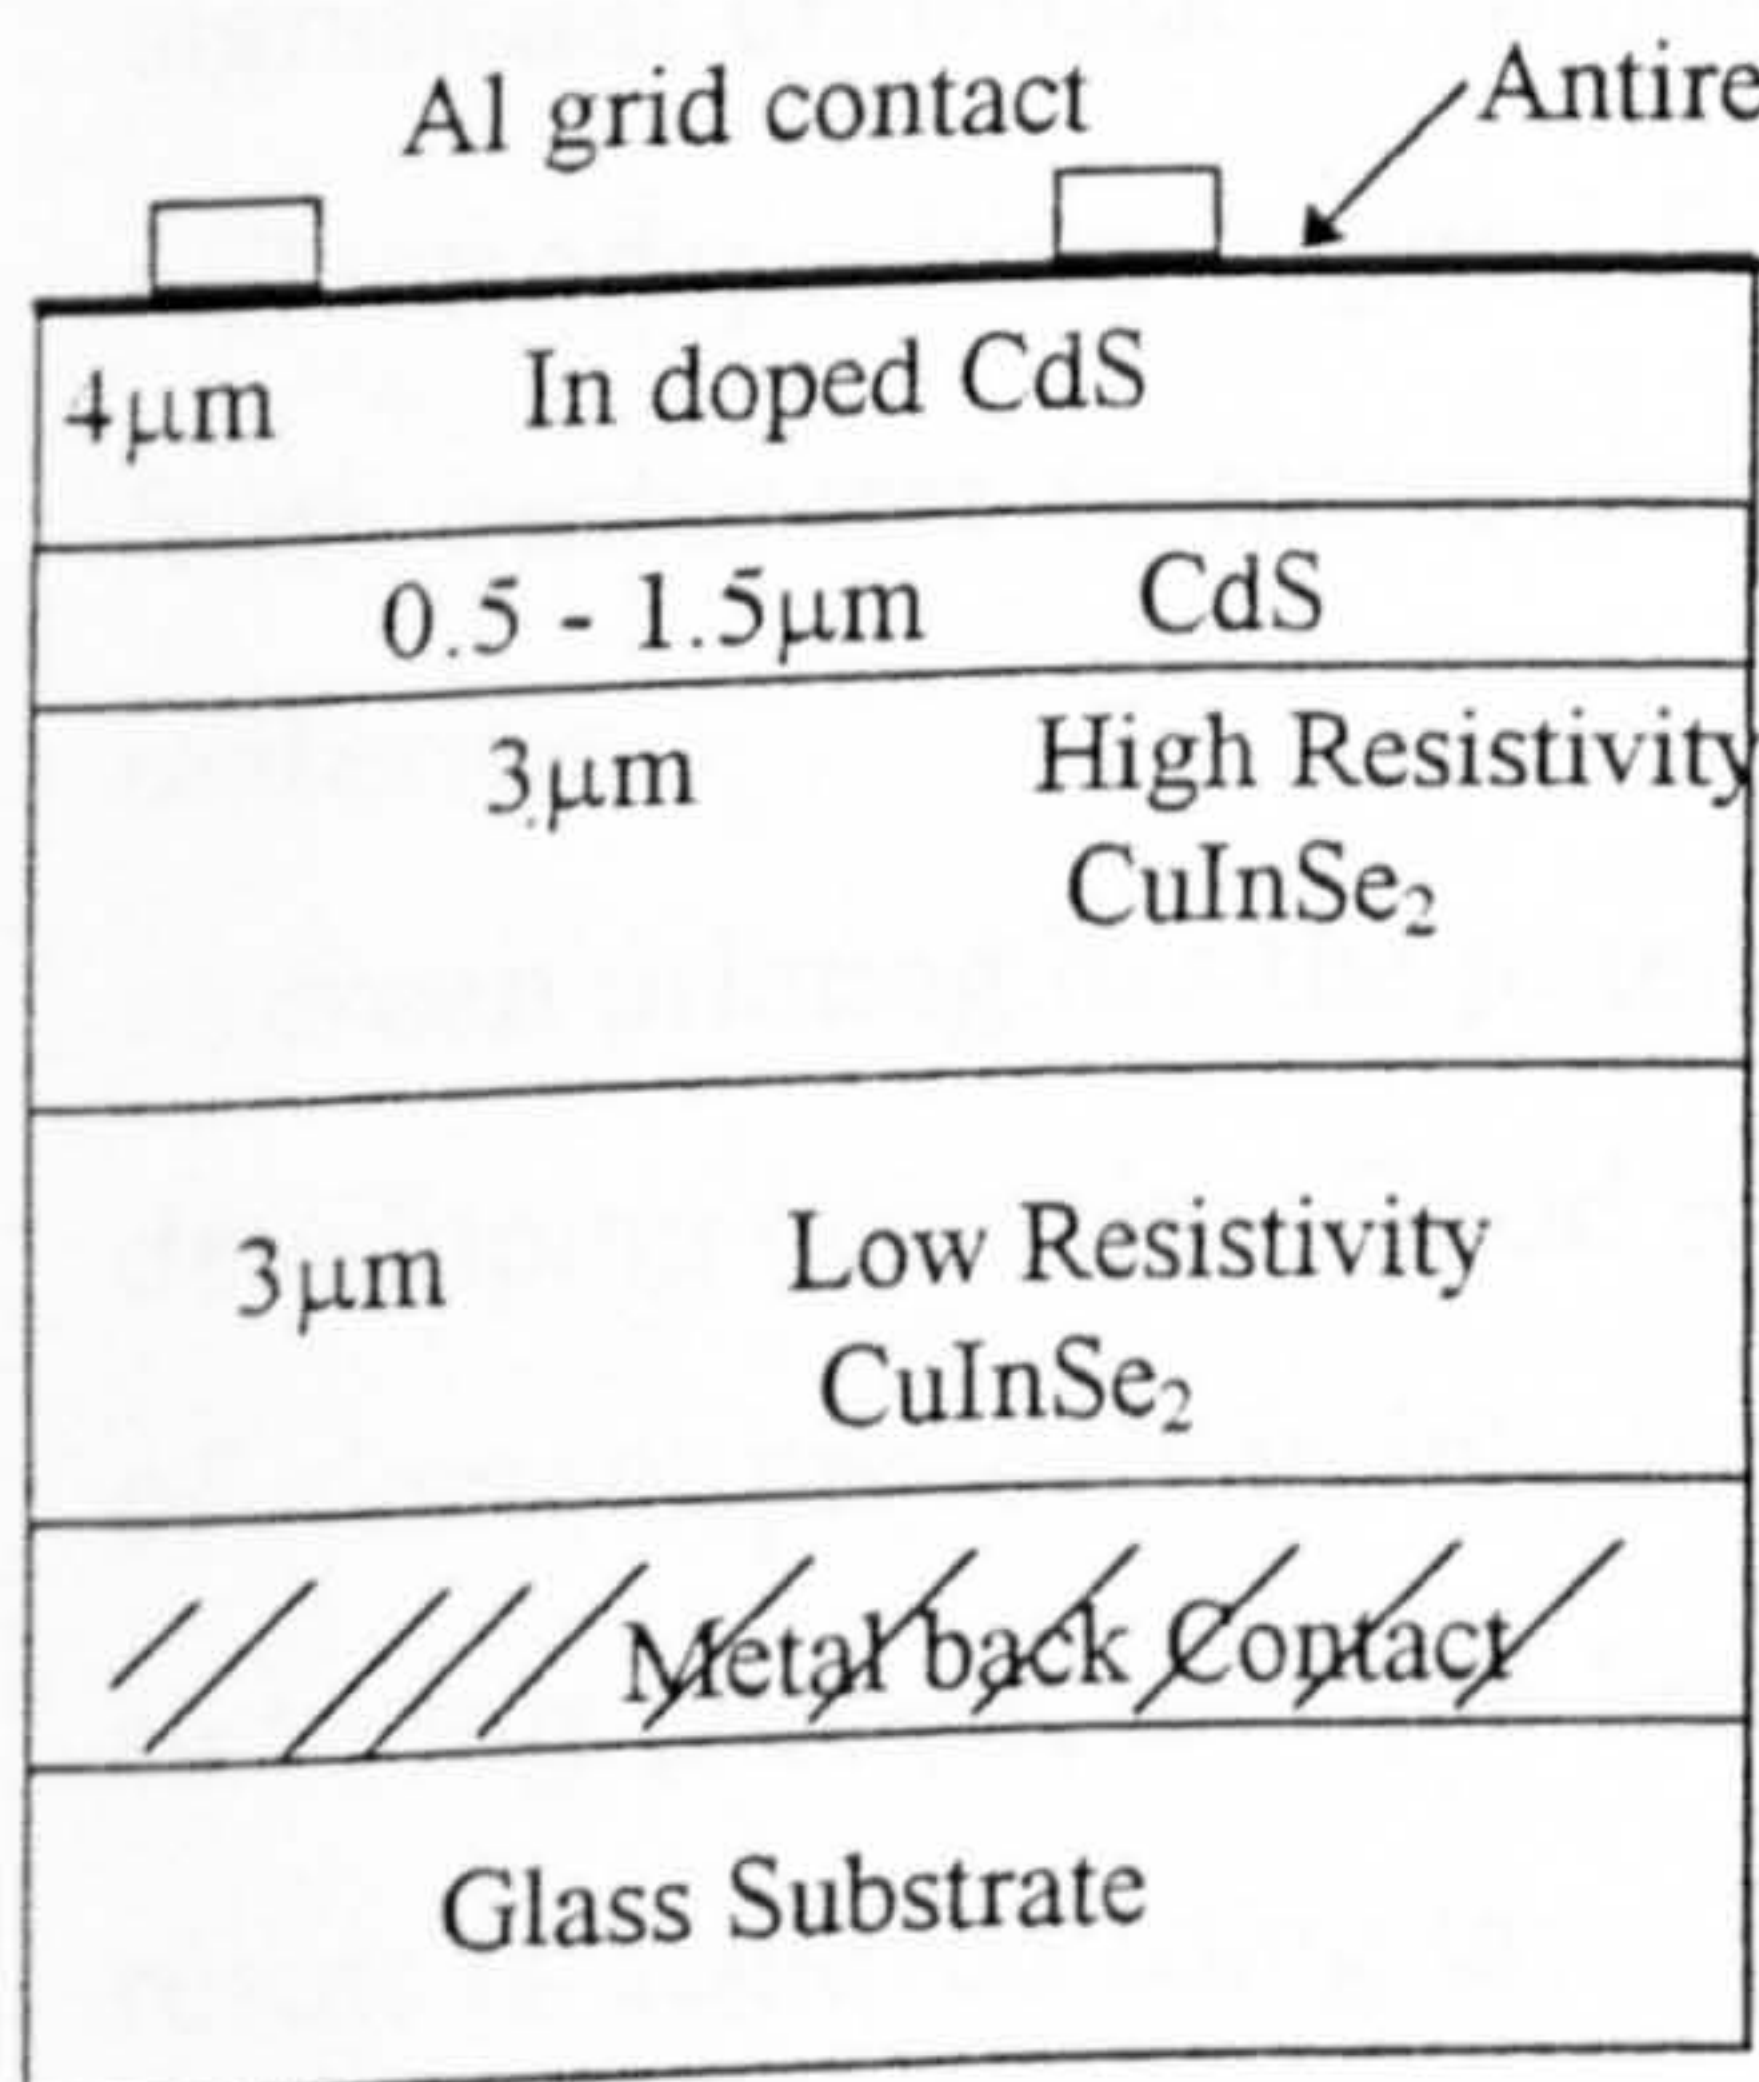 Al grid contact
Antire
4μm In doped CdS
0.5 - 1.5μm CdS
3μm High Resistivity
CuInSe₂
3μm Low Resistivity
CuInSe₂
Metal back Contact
Glass Substrate